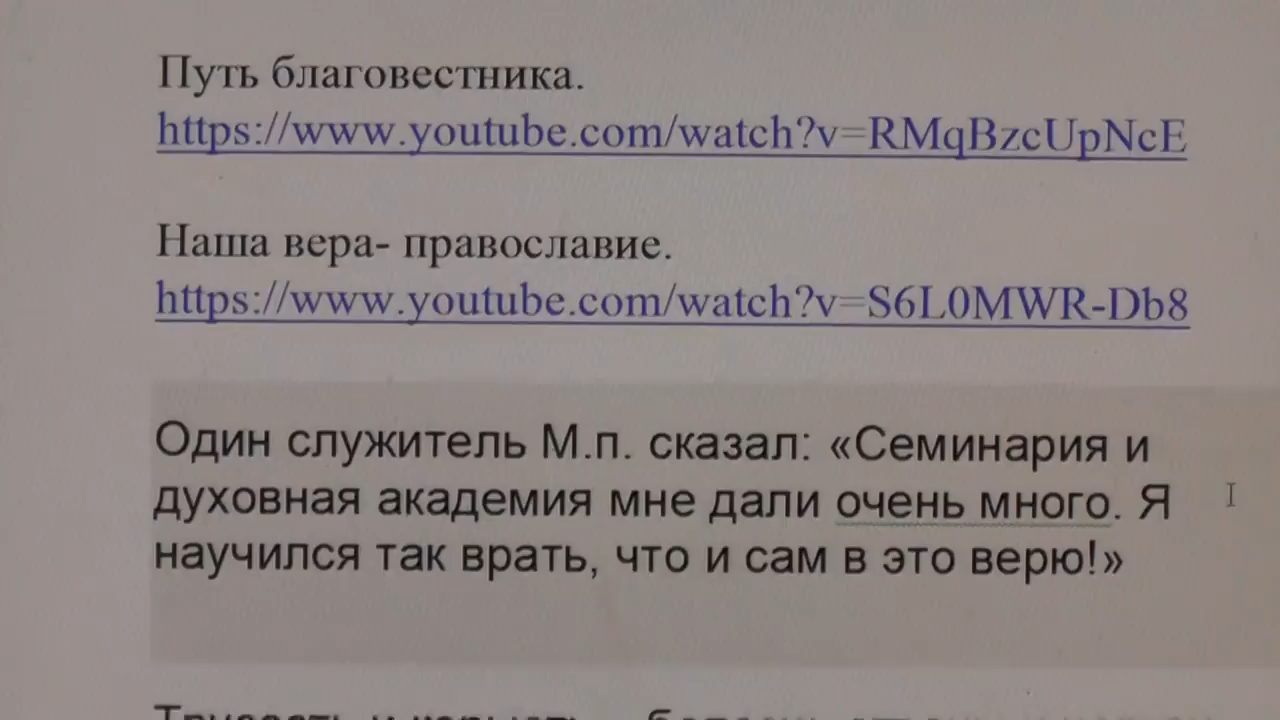 Путь благовестника.
https://www.youtube.com/watch?v=RMqBzcUpNcE
Наша вера- православие.
https://www.youtube.com/watch?v=S6L0MWR-Db8
Один служитель М.п. сказал: «Семинария и
духовная академия мне дали очень много. Я
научился так врать, что и сам в это верю!»